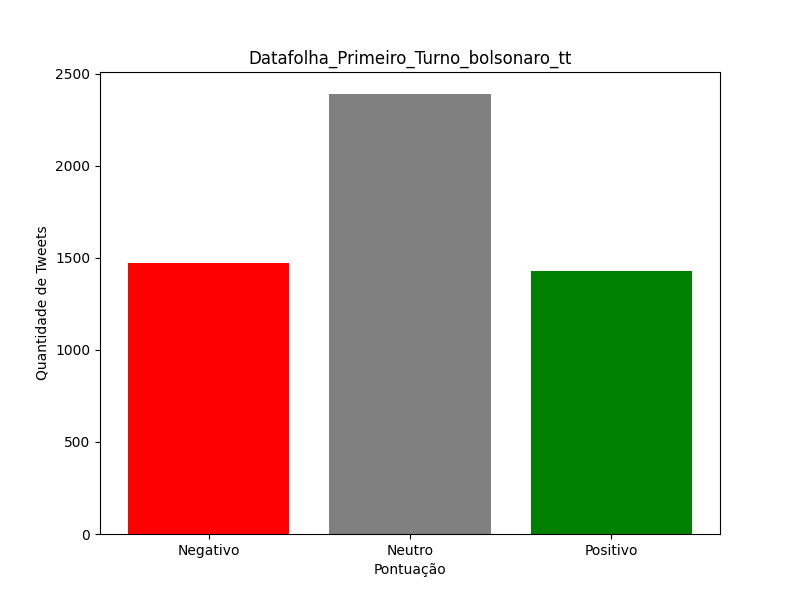 Datafolha_Primeiro_Turno_bolsonaro_tt
2500
2000
1500
1000
500
0
Quantidade de Tweets
Negativo Neutro Positivo
Pontuação